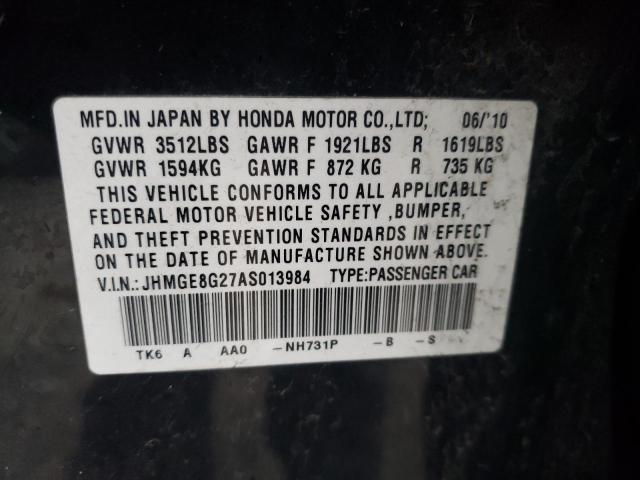 MFD.IN JAPAN BY HONDA MOTOR CO.,LTD; 06/'10
GVWR 3512LBS GAWR F 1921LBS R 1619LBS
GVWR 1594KG GAWR F 872 KG R 735 KG
THIS VEHICLE CONFORMS TO ALL APPLICABLE
FEDERAL MOTOR VEHICLE SAFETY ,BUMPER,
AND THEFT PREVENTION STANDARDS IN EFFECT
ON THE DATE OF MANUFACTURE SHOWN ABOVE.
V.I.N.: JHMGE8G27AS013984 TYPE:PASSENGER CAR
TK6 A AA0 -NH731P -B -S